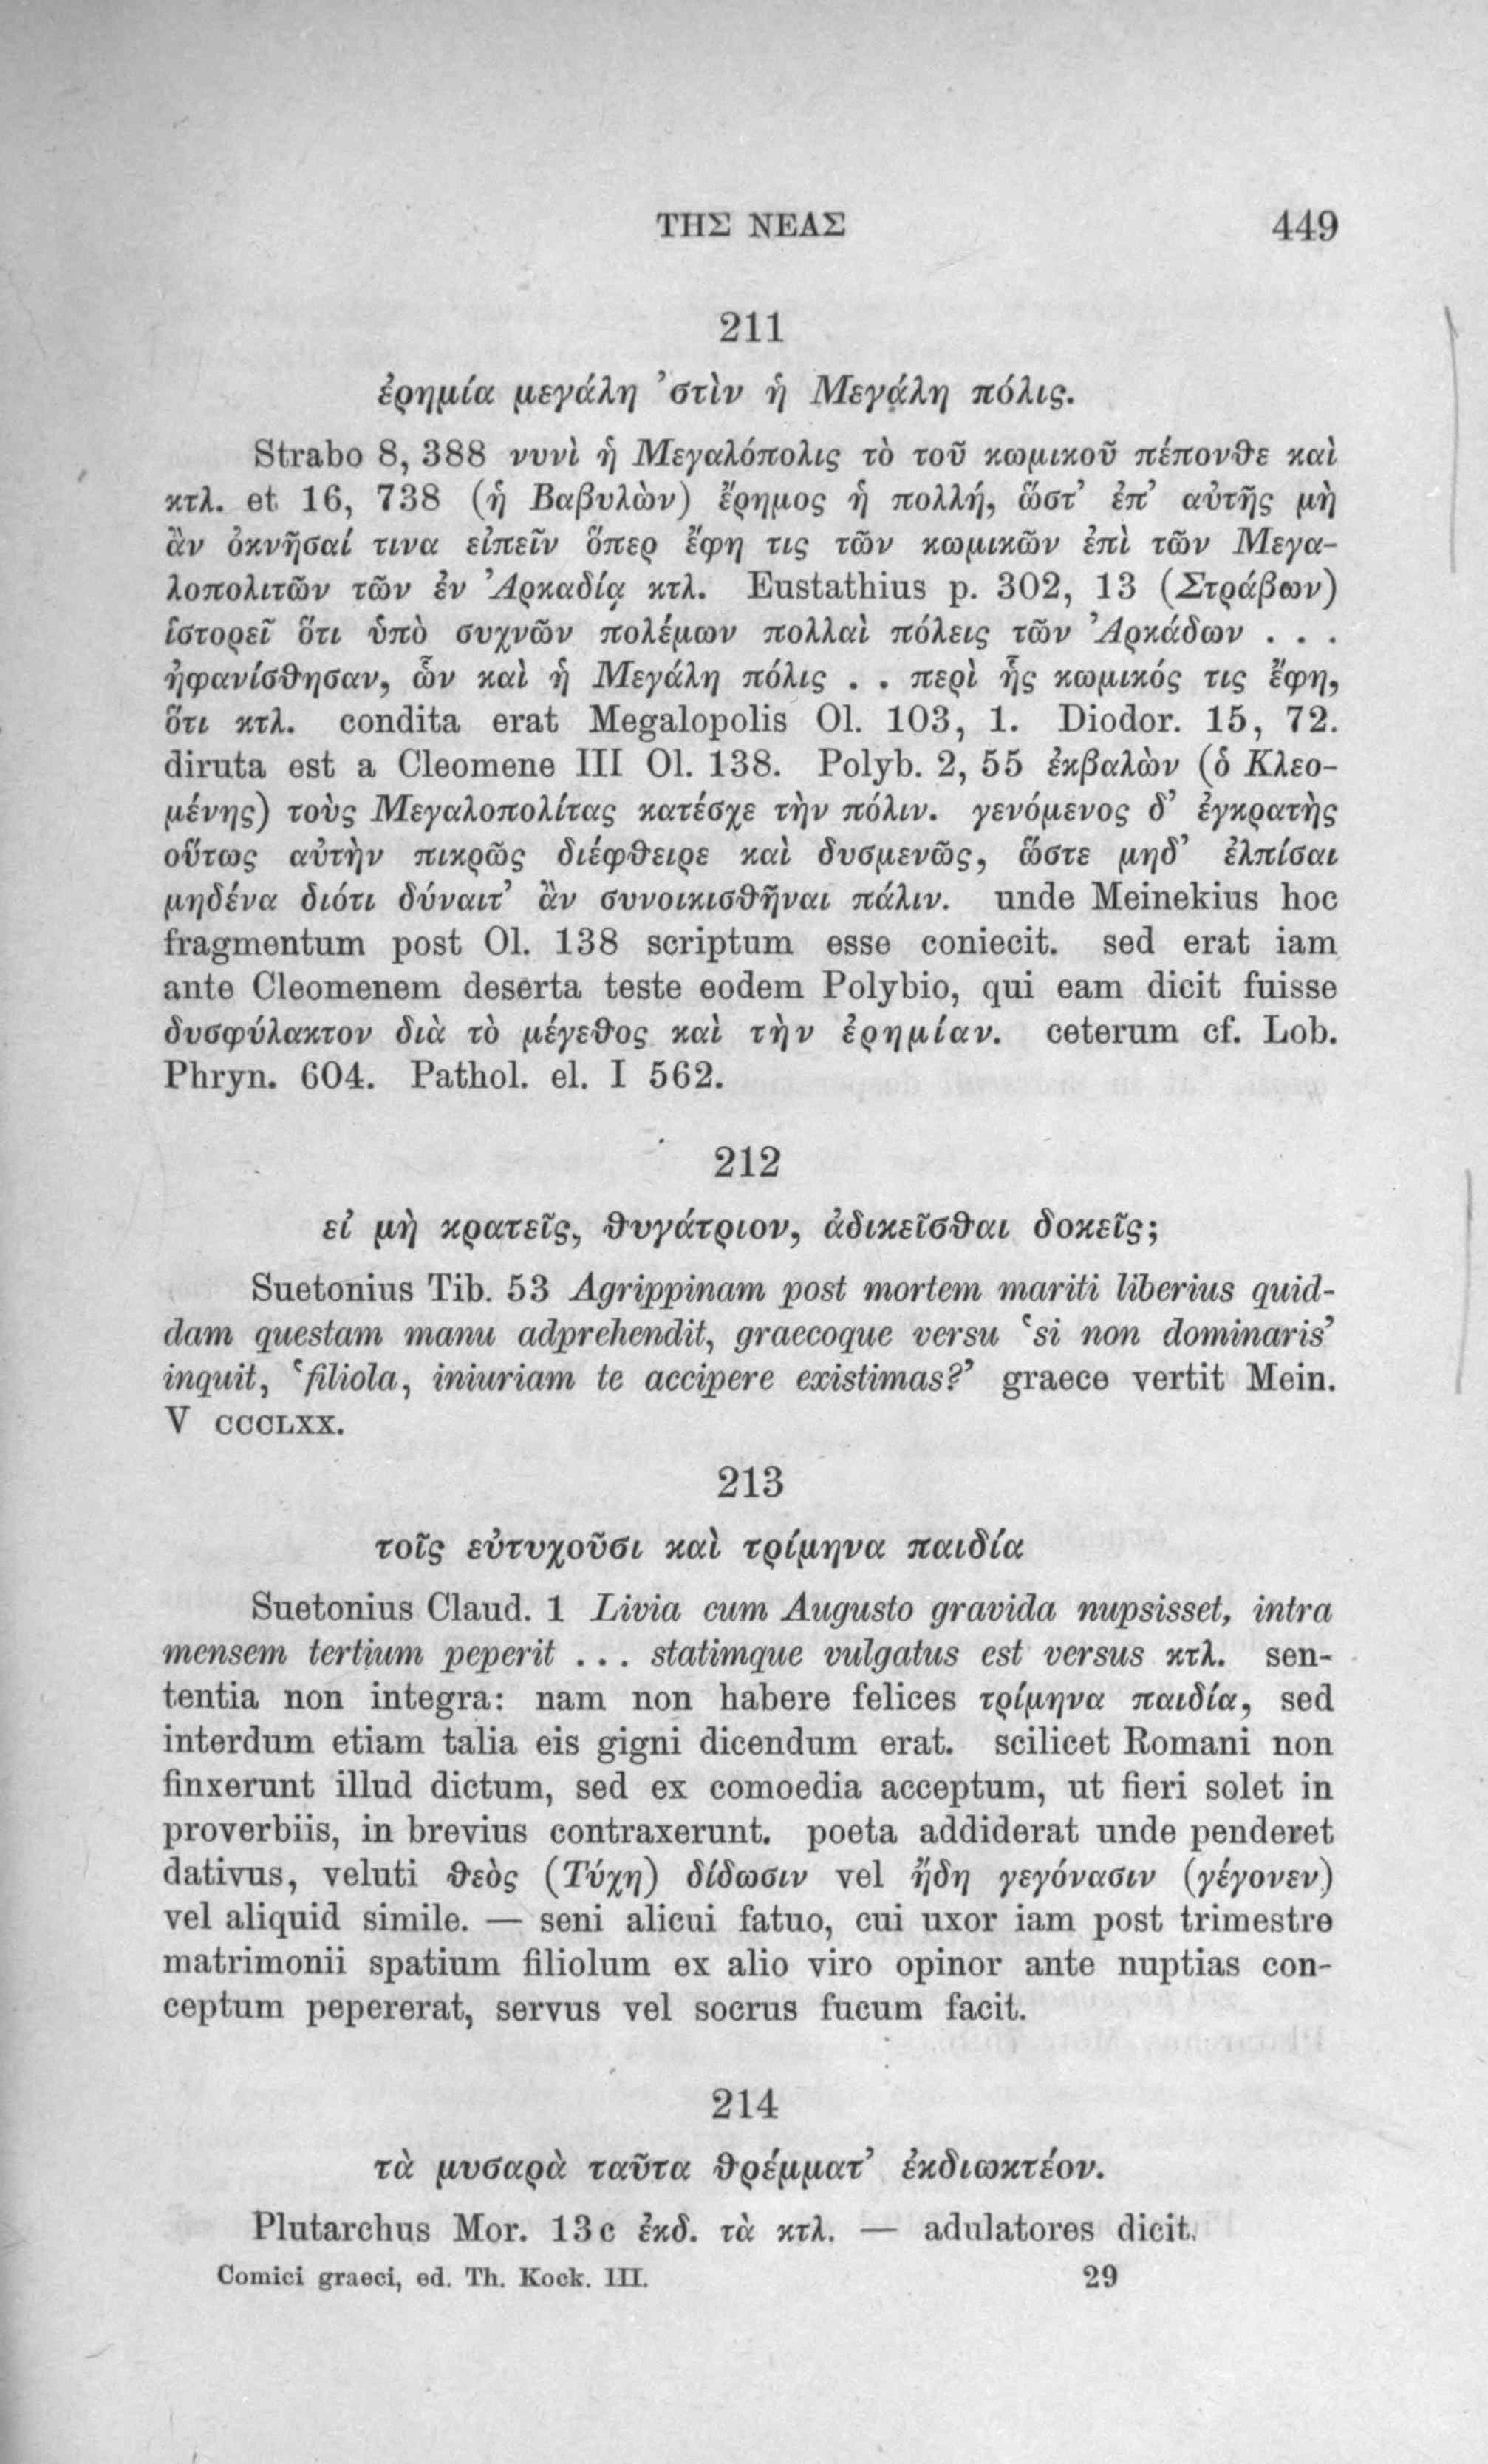 ΤΗΣ ΝΕΑΣ 449
211
ἐρημία μεγάλη 'στὶν ἡ Μεγάλη πόλις.
Strabo 8, 388 νυνὶ ἡ Μεγαλόπολις τὸ τοῦ κωμικοῦ πέπονθε καὶ
κτλ. et 16, 738 (ἡ Βαβυλὼν) ἔρημος ἡ πολλή, ὥστ' ἐπ' αὐτῆς μὴ
ἂν ὀκνῆσαί τινα εἰπεῖν ὅπερ ἔφη τις τῶν κωμικῶν ἐπὶ τῶν Μεγα-
λοπολιτῶν τῶν ἐν Ἀρκαδίᾳ κτλ. Eustathius p. 302, 13 (Στράβων)
ἱστορεῖ ὅτι ὑπὸ συχνῶν πολέμων πολλαὶ πόλεις τῶν Ἀρκάδων . . .
ἠφανίσθησαν, ὧν καὶ ἡ Μεγάλη πόλις . . περὶ ἧς κωμικός τις ἔφη,
ὅτι κτλ. condita erat Megalopolis Ol. 103, 1. Diodor. 15, 72.
diruta est a Cleomene III Ol. 138. Polyb. 2, 55 ἐκβαλὼν (ὁ Κλεο-
μένης) τοὺς Μεγαλοπολίτας κατέσχε τὴν πόλιν. γενόμενος δ' ἐγκρατὴς
οὕτως αὐτὴν πικρῶς διέφθειρε καὶ δυσμενῶς, ὥστε μηδ' ἐλπίσαι
μηδένα διότι δύναιτ' ἂν συνοικισθῆναι πάλιν. unde Meinekius hoc
fragmentum post Ol. 138 scriptum esse coniecit. sed erat iam
ante Cleomenem deserta teste eodem Polybio, qui eam dicit fuisse
δυσφύλακτον διὰ τὸ μέγεθος καὶ τὴν ἐρημίαν. ceterum cf. Lob.
Phryn. 604. Pathol. el. I 562.
212
εἰ μὴ κρατεῖς, θυγάτριον, ἀδικεῖσθαι δοκεῖς;
Suetonius Tib. 53 Agrippinam post mortem mariti liberius quid-
dam questam manu adprehendit, graecoque versu ‘si non dominaris’
inquit, ‘filiola, iniuriam te accipere existimas?’ graece vertit Mein.
V CCCLXX.
213
τοῖς εὐτυχοῦσι καὶ τρίμηνα παιδία
Suetonius Claud. 1 Livia cum Augusto gravida nupsisset, intra
mensem tertium peperit ... statimque vulgatus est versus κτλ. sen-
tentia non integra: nam non habere felices τρίμηνα παιδία, sed
interdum etiam talia eis gigni dicendum erat. scilicet Romani non
finxerunt illud dictum, sed ex comoedia acceptum, ut fieri solet in
proverbiis, in brevius contraxerunt. poeta addiderat unde penderet
dativus, veluti θεὸς (Τύχη) δίδωσιν vel ἤδη γεγόνασιν (γέγονεν)
vel aliquid simile. — seni alicui fatuo, cui uxor iam post trimestre
matrimonii spatium filiolum ex alio viro opinor ante nuptias con-
ceptum pepererat, servus vel socrus fucum facit.
214
τὰ μυσαρὰ ταῦτα θρέμματ' ἐκδιωκτέον.
Plutarchus Mor. 13c ἐκδ. τὰ κτλ. — adulatores dicit.
Comici graeci, ed. Th. Kock. III. 29